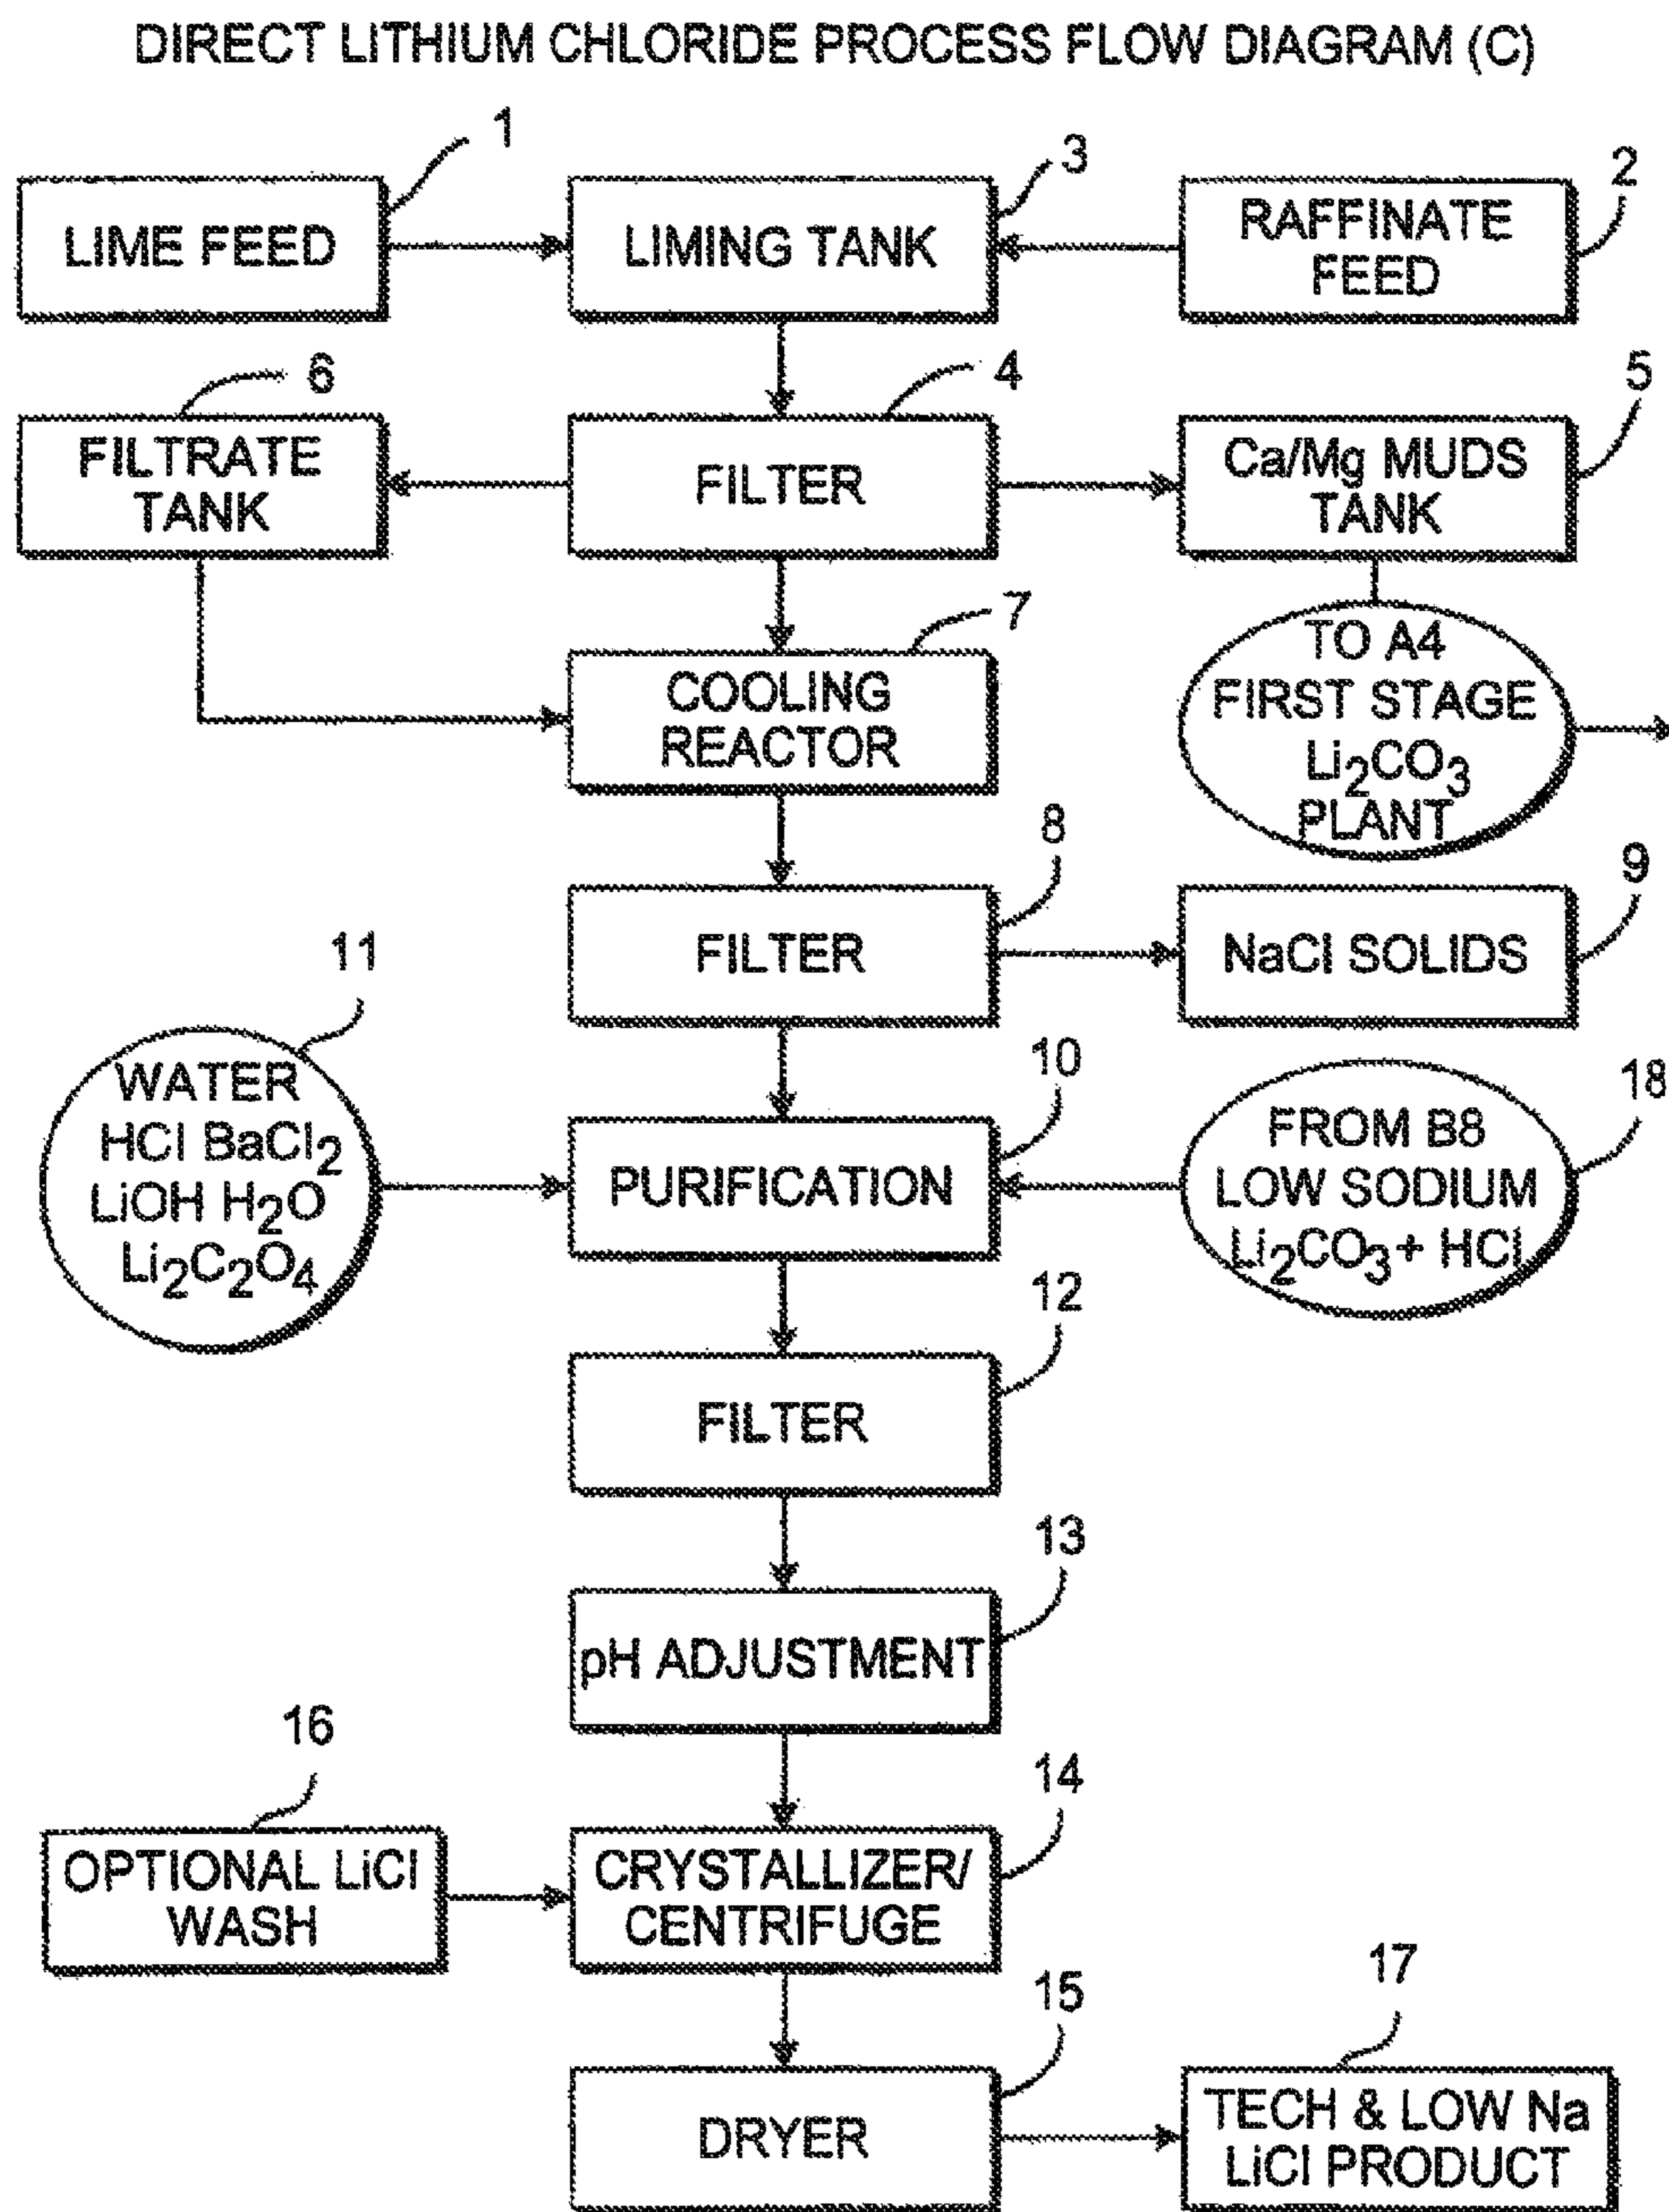 DIRECT LITHIUM CHLORIDE PROCESS FLOW DIAGRAM (C)
1
3
2
LIME FEED
LIMING TANK
RAFFINATE
FEED
6
4
5
FILTRATE
TANK
FILTER
Ca/Mg MUDS
TANK
7
COOLING
REACTOR
TO A4
FIRST STAGE
Li2CO3
PLANT
8
9
FILTER
NaCl SOLIDS
11
10
18
WATER
HCl BaCl2
LiOH H2O
Li2C2O4
PURIFICATION
FROM B8
LOW SODIUM
Li2CO3+ HCl
12
FILTER
13
pH ADJUSTMENT
16
14
OPTIONAL LiCl
WASH
CRYSTALLIZER/
CENTRIFUGE
15
17
DRYER
TECH & LOW Na
LiCl PRODUCT